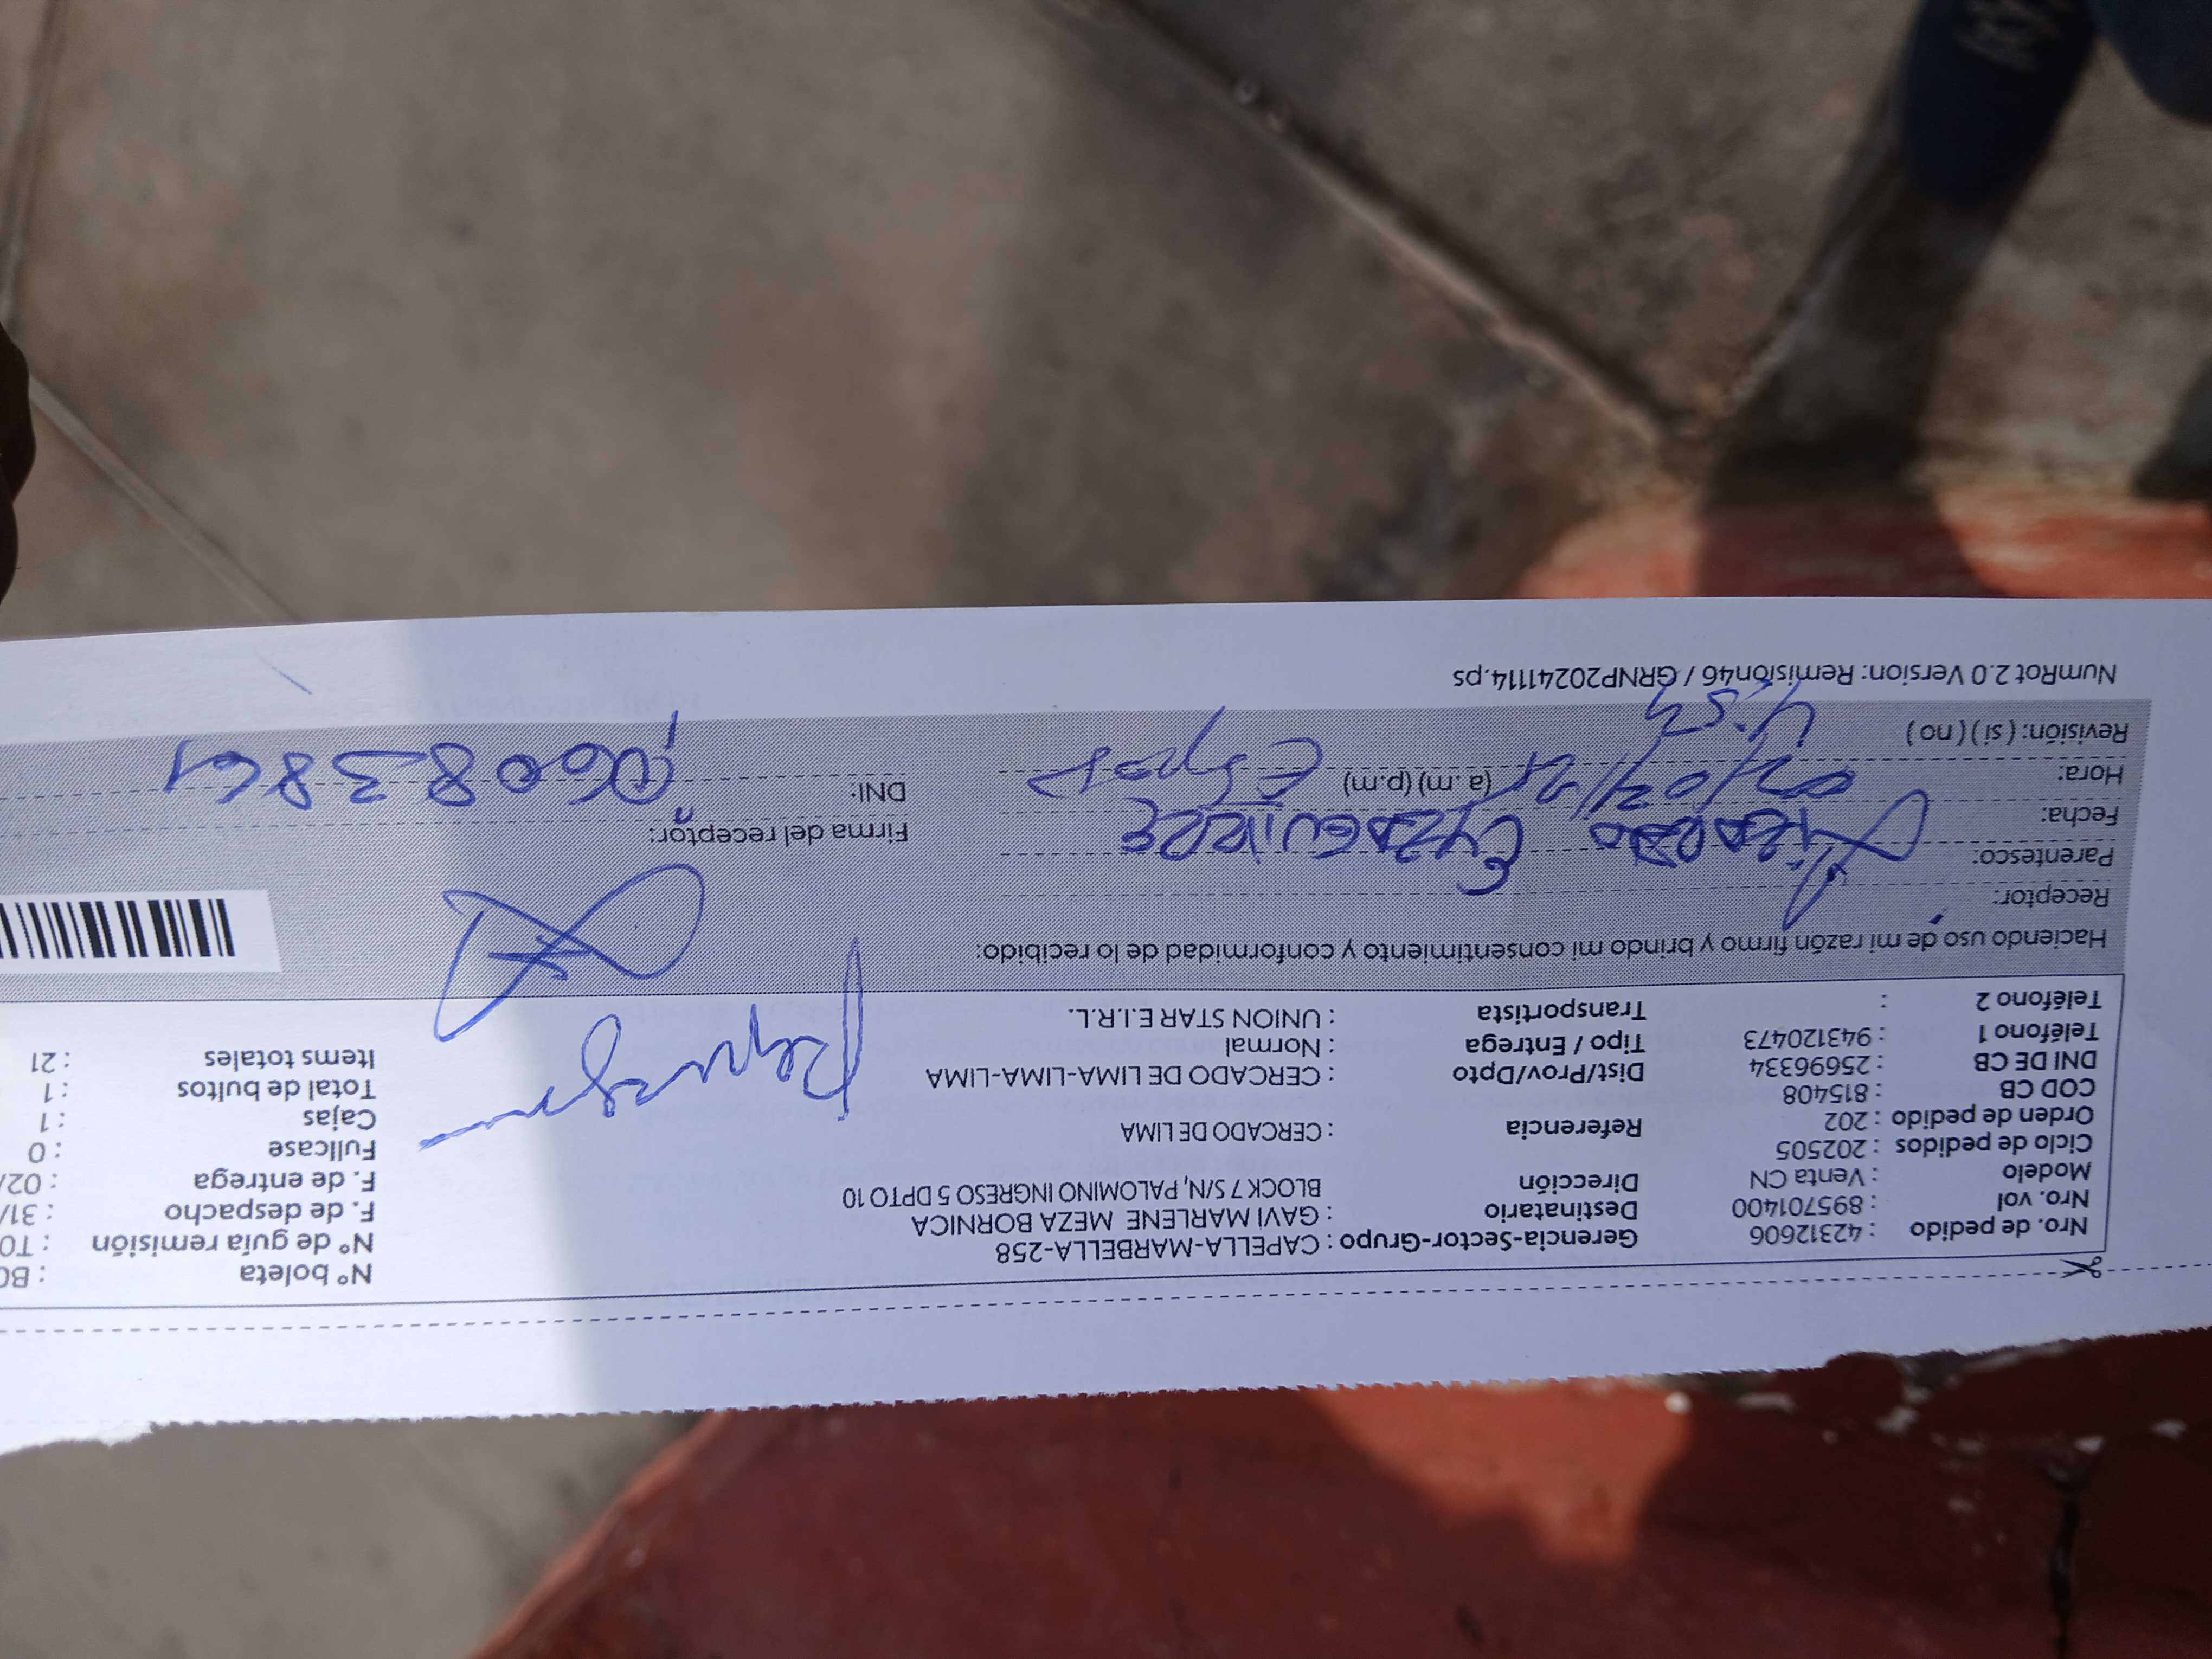 Nro. de pedido : 42312606 Gerencia-Sector-Grupo : CAPELLA-MARBELLA-258 N° boleta : B0
Nro. vol : 895701400 Destinatario : GAVI MARLENE MEZA BORNICA N° de guía remisión : T0
Modelo : Venta CN Dirección BLOCK 7 S/N, PALOMINO INGRESO 5 DPTO 10 F. de despacho : 31/
Ciclo de pedidos : 202505 F. de entrega : 02/
Orden de pedido : 202 Referencia : CERCADO DE LIMA Fullcase : 0
COD CB : 815408 Cajas : 1
DNI DE CB : 25696334 Dist/Prov/Dpto : CERCADO DE LIMA-LIMA-LIMA Total de bultos : 1
Teléfono 1 : 943120473 Tipo / Entrega : Normal Items totales : 21
Teléfono 2 : Transportista : UNION STAR E.I.R.L.
Haciendo uso de mi razón firmo y brindo mi consentimiento y conformidad de lo recibido:
Receptor:
Parentesco:
Fecha: Firma del receptor:
Hora: (a.m) (p.m) DNI:
Revisión: ( si ) ( no )
NumRot 2.0 Version: Remisión46 / GRNP20241114.ps